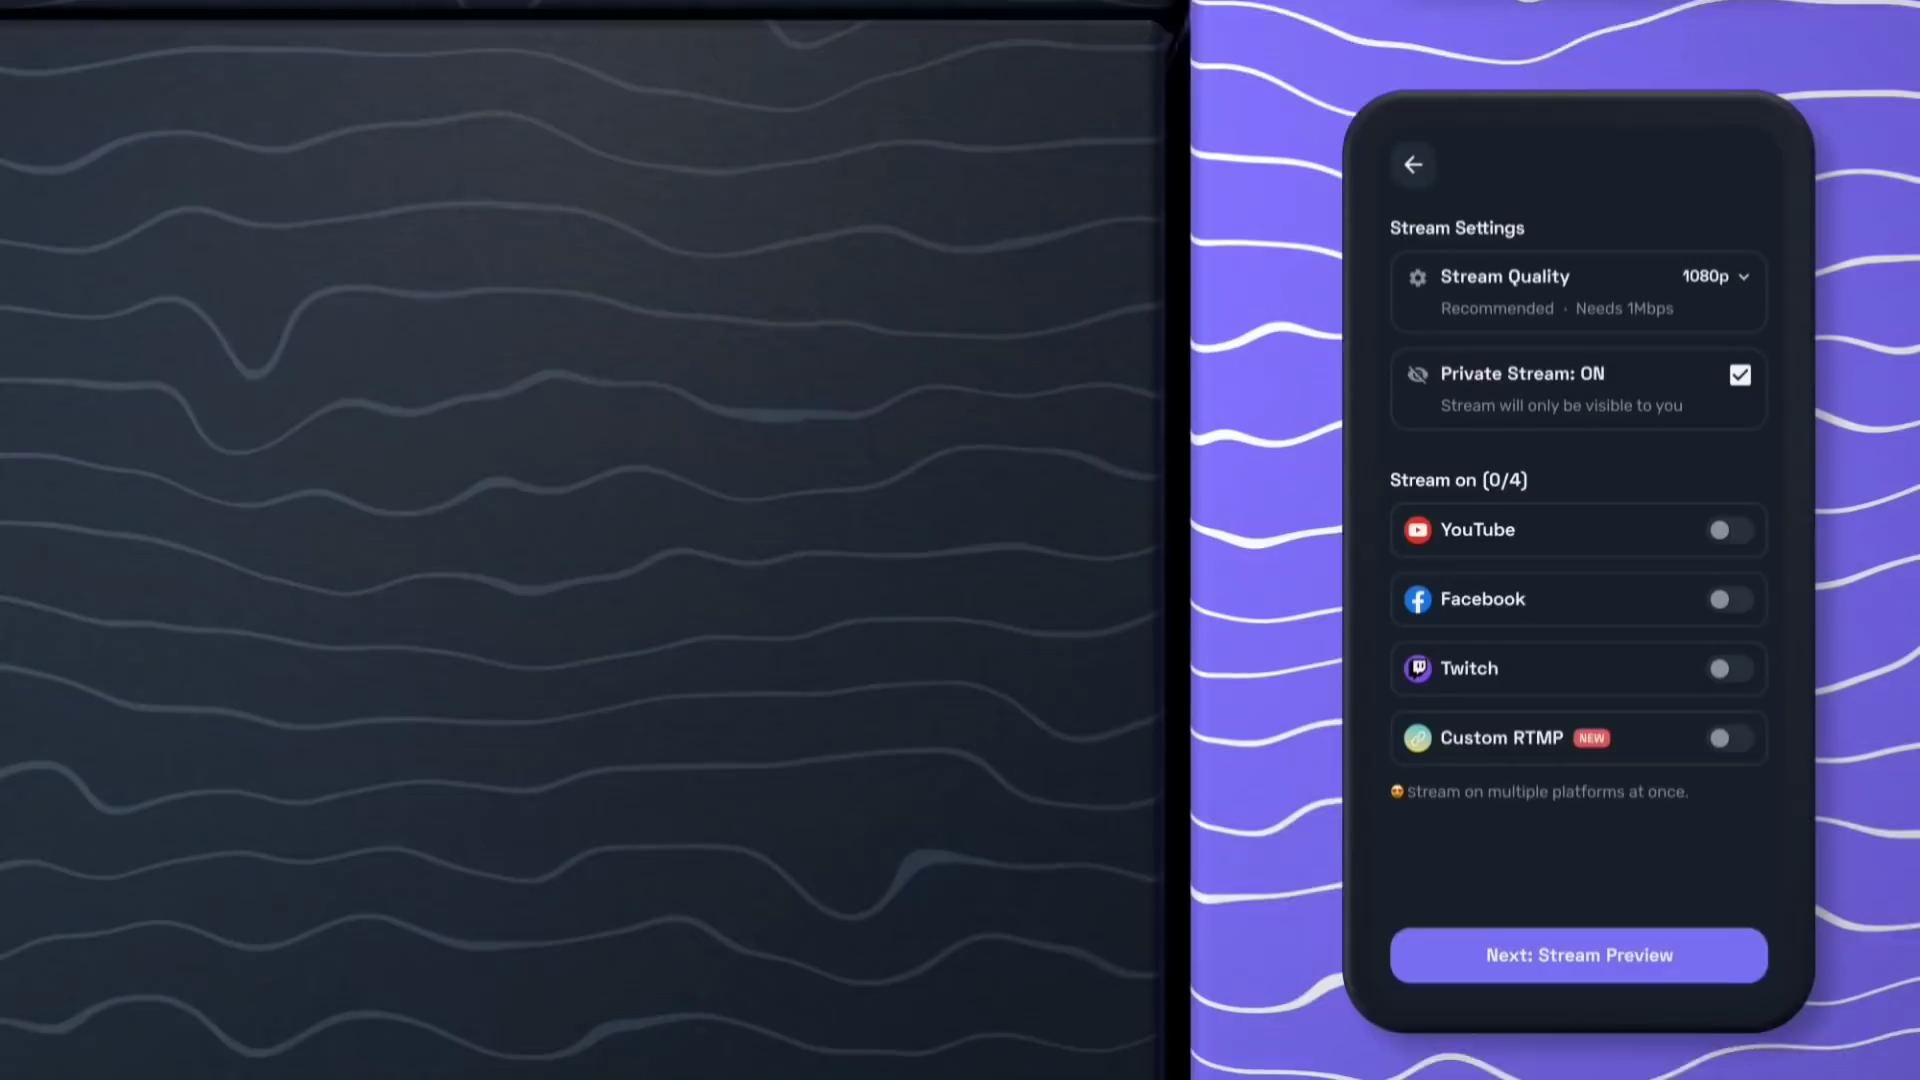 Stream Settings
Stream Quality 1080p
Recommended · Needs 1Mbps
Private Stream: ON
Stream will only be visible to you
Stream on (0/4)
YouTube
Facebook
Twitch
Custom RTMP NEW
Stream on multiple platforms at once.
Next: Stream Preview